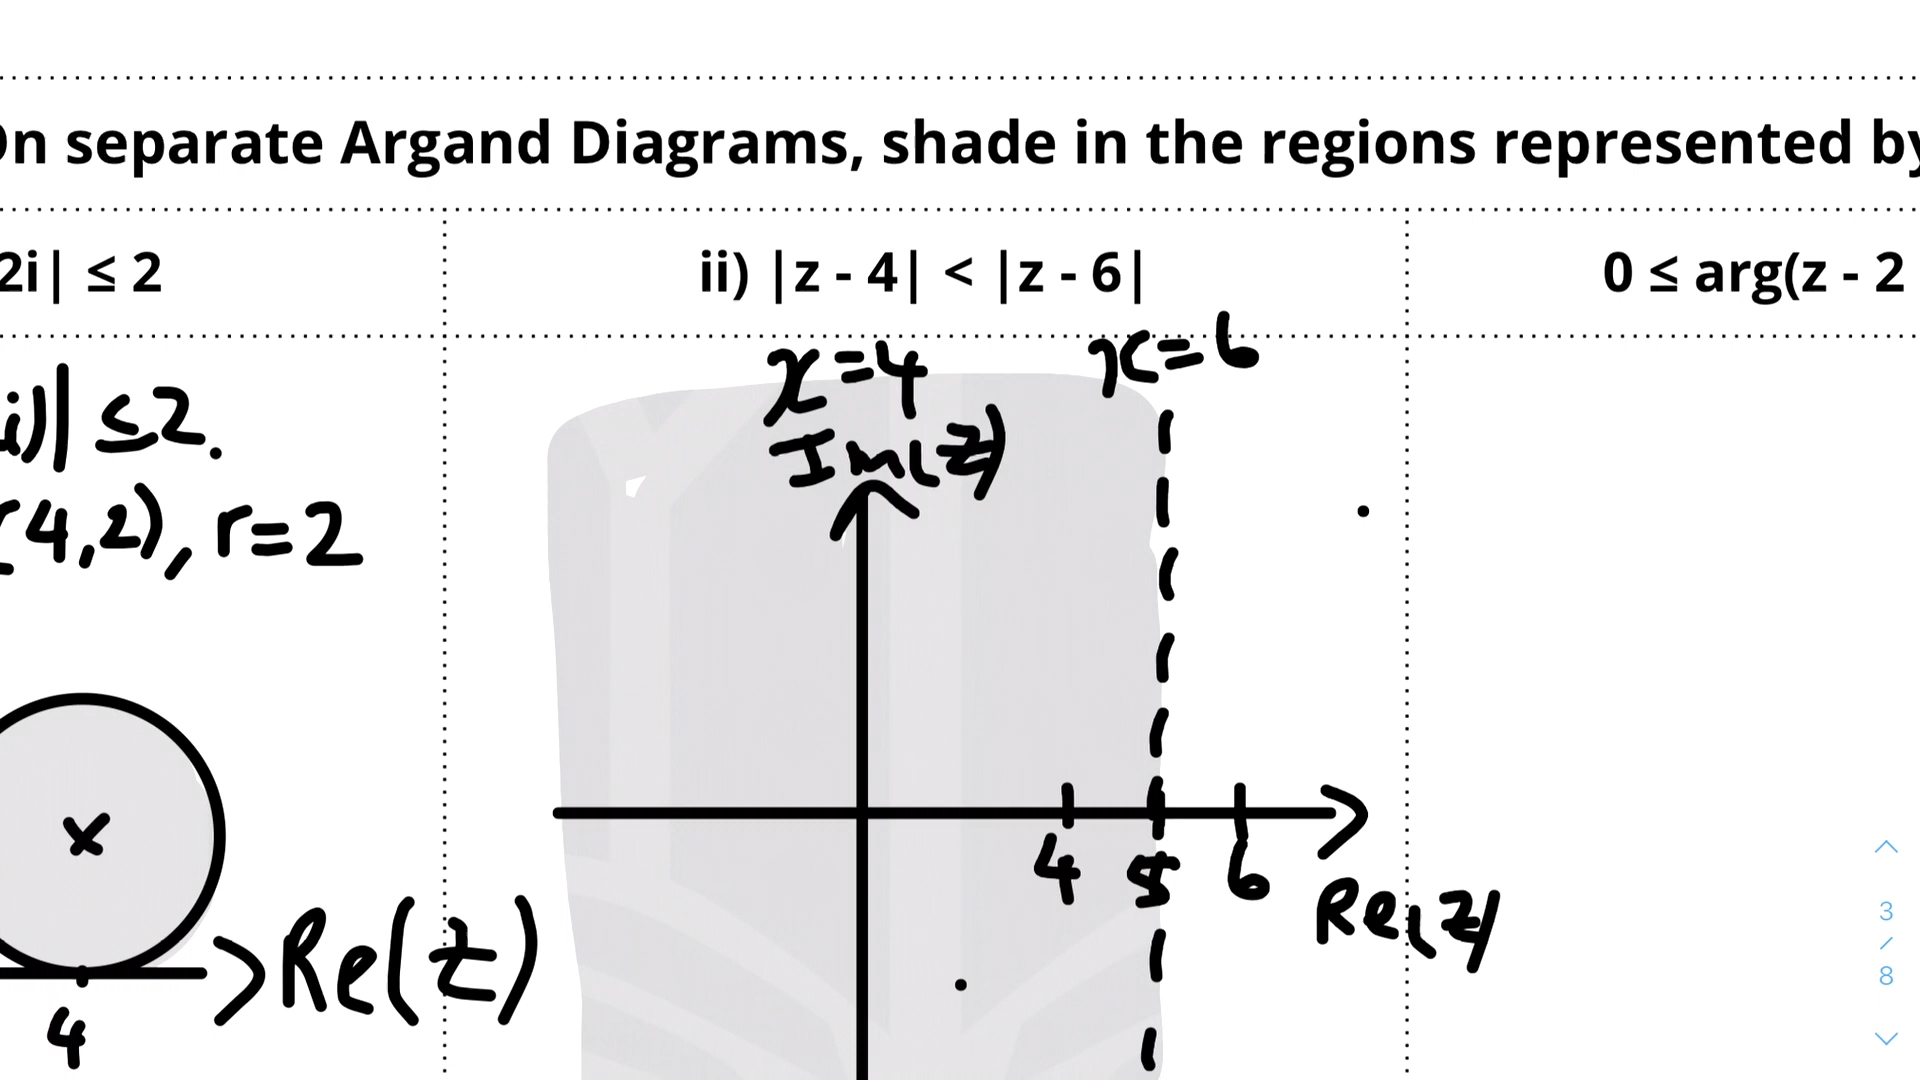 On separate Argand Diagrams, shade in the regions represented by
2i| ≤ 2
ii) |z - 4| < |z - 6|
0 ≤ arg(z - 2
i)| ≤2.
(4,2), r=2
x=4
x=6
Im(z)
4 5 6
Re(z)
Re(z)
4
3
/
8